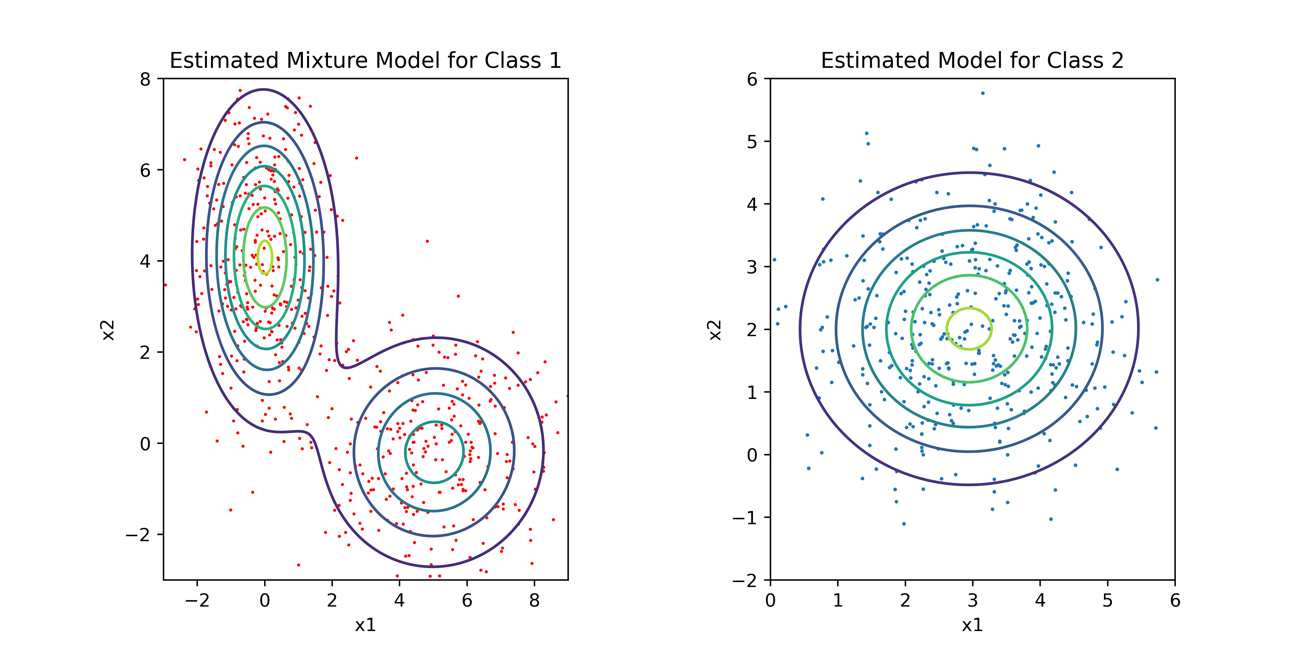 Estimated Mixture Model for Class 1
8
6
4
2
0
−2
x2
−2 0 2 4 6 8
x1
Estimated Model for Class 2
6
5
4
3
2
1
0
−1
−2
x2
0 1 2 3 4 5 6
x1